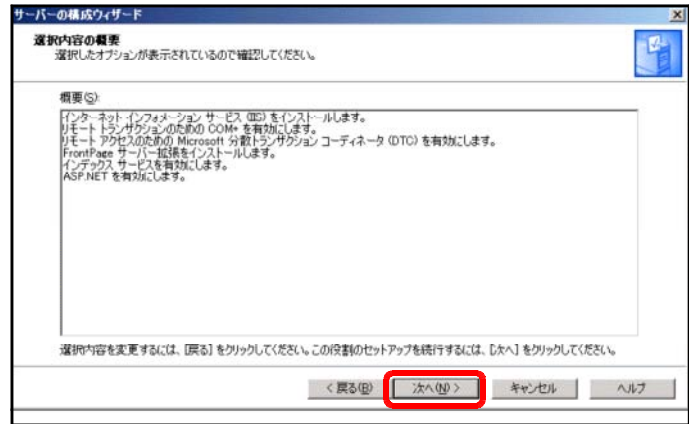 サーバーの構成ウィザード
選択内容の概要
選択したオプションが表示されているので確認してください。
概要(S):
インターネット インフォメーション サービス (IIS) をインストールします。
リモート トランザクションのための COM+ を有効にします。
リモート アクセスのための Microsoft 分散トランザクション コーディネータ (DTC) を有効にします。
FrontPage サーバー拡張をインストールします。
インデックス サービスを有効にします。
ASP.NET を有効にします。
選択内容を変更するには、[戻る] をクリックしてください。この役割のセットアップを続行するには、[次へ] をクリックしてください。
< 戻る(B) 次へ(N) > キャンセル ヘルプ